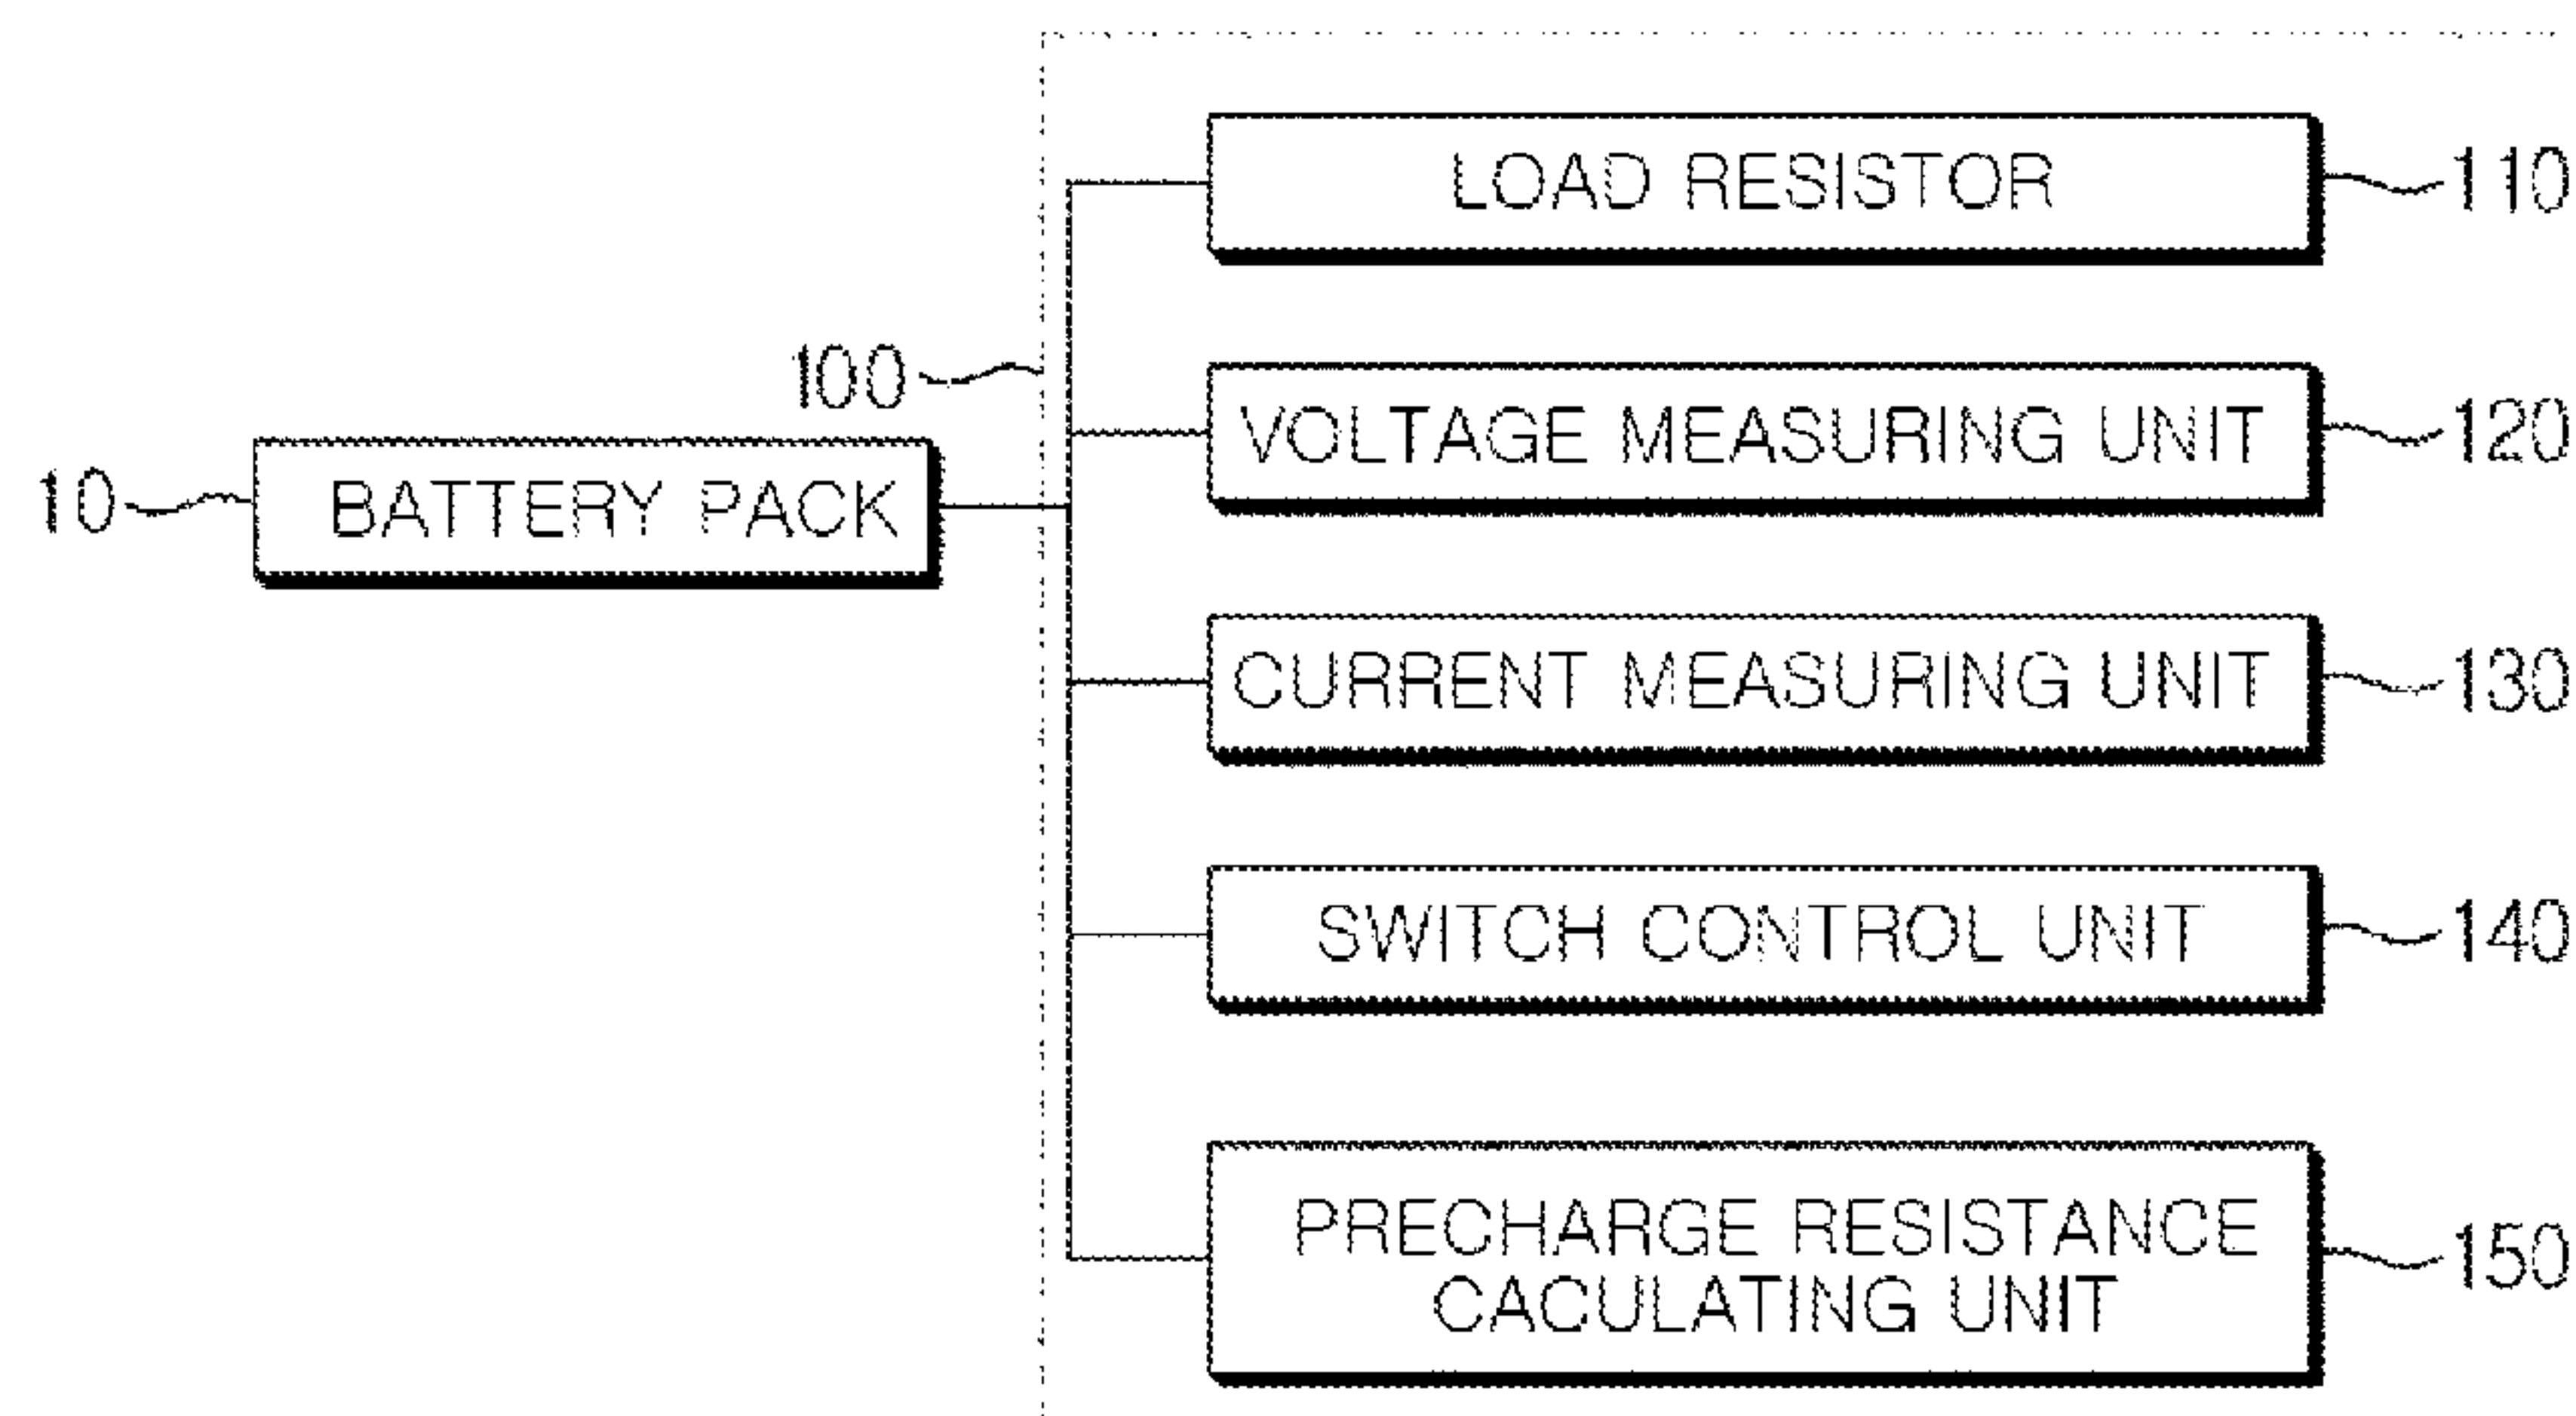 LOAD RESISTOR 110
100
VOLTAGE MEASURING UNIT 120
10 BATTERY PACK
CURRENT MEASURING UNIT 130
SWITCH CONTROL UNIT 140
PRECHARGE RESISTANCE
CACULATING UNIT 150